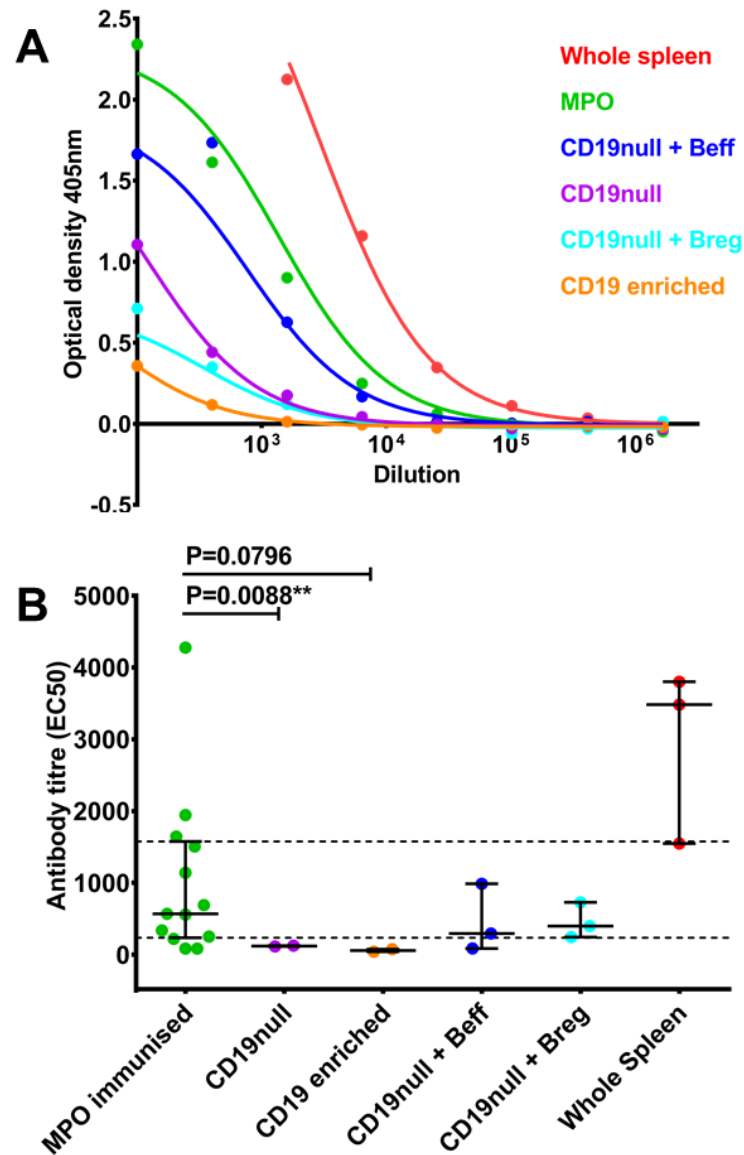 A
2.5
2.0
1.5
1.0
0.5
0.0
-0.5
Optical density 405nm
10³
10⁴
10⁵
10⁶
Dilution
Whole spleen
MPO
CD19null + Beff
CD19null
CD19null + Breg
CD19 enriched
B
P=0.0796
P=0.0088**
5000
4000
3000
2000
1000
0
Antibody titre (EC50)
MPO immunised
CD19null
CD19 enriched
CD19null + Beff
CD19null + Breg
Whole Spleen